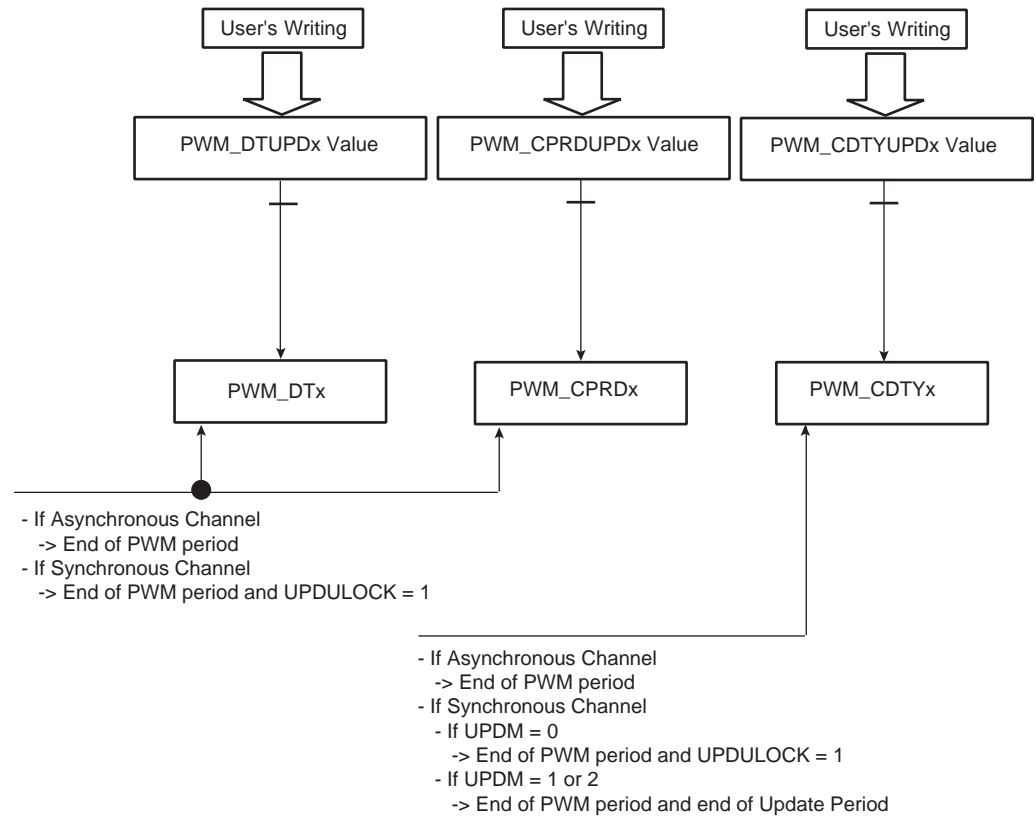 User's Writing
User's Writing
User's Writing
PWM_DTUPDx Value
PWM_CPRDUPDx Value
PWM_CDTYUPDx Value
PWM_DTx
PWM_CPRDx
PWM_CDTYx
- If Asynchronous Channel
-> End of PWM period
- If Synchronous Channel
-> End of PWM period and UPDULOCK = 1
- If Asynchronous Channel
-> End of PWM period
- If Synchronous Channel
- If UPDM = 0
-> End of PWM period and UPDULOCK = 1
- If UPDM = 1 or 2
-> End of PWM period and end of Update Period